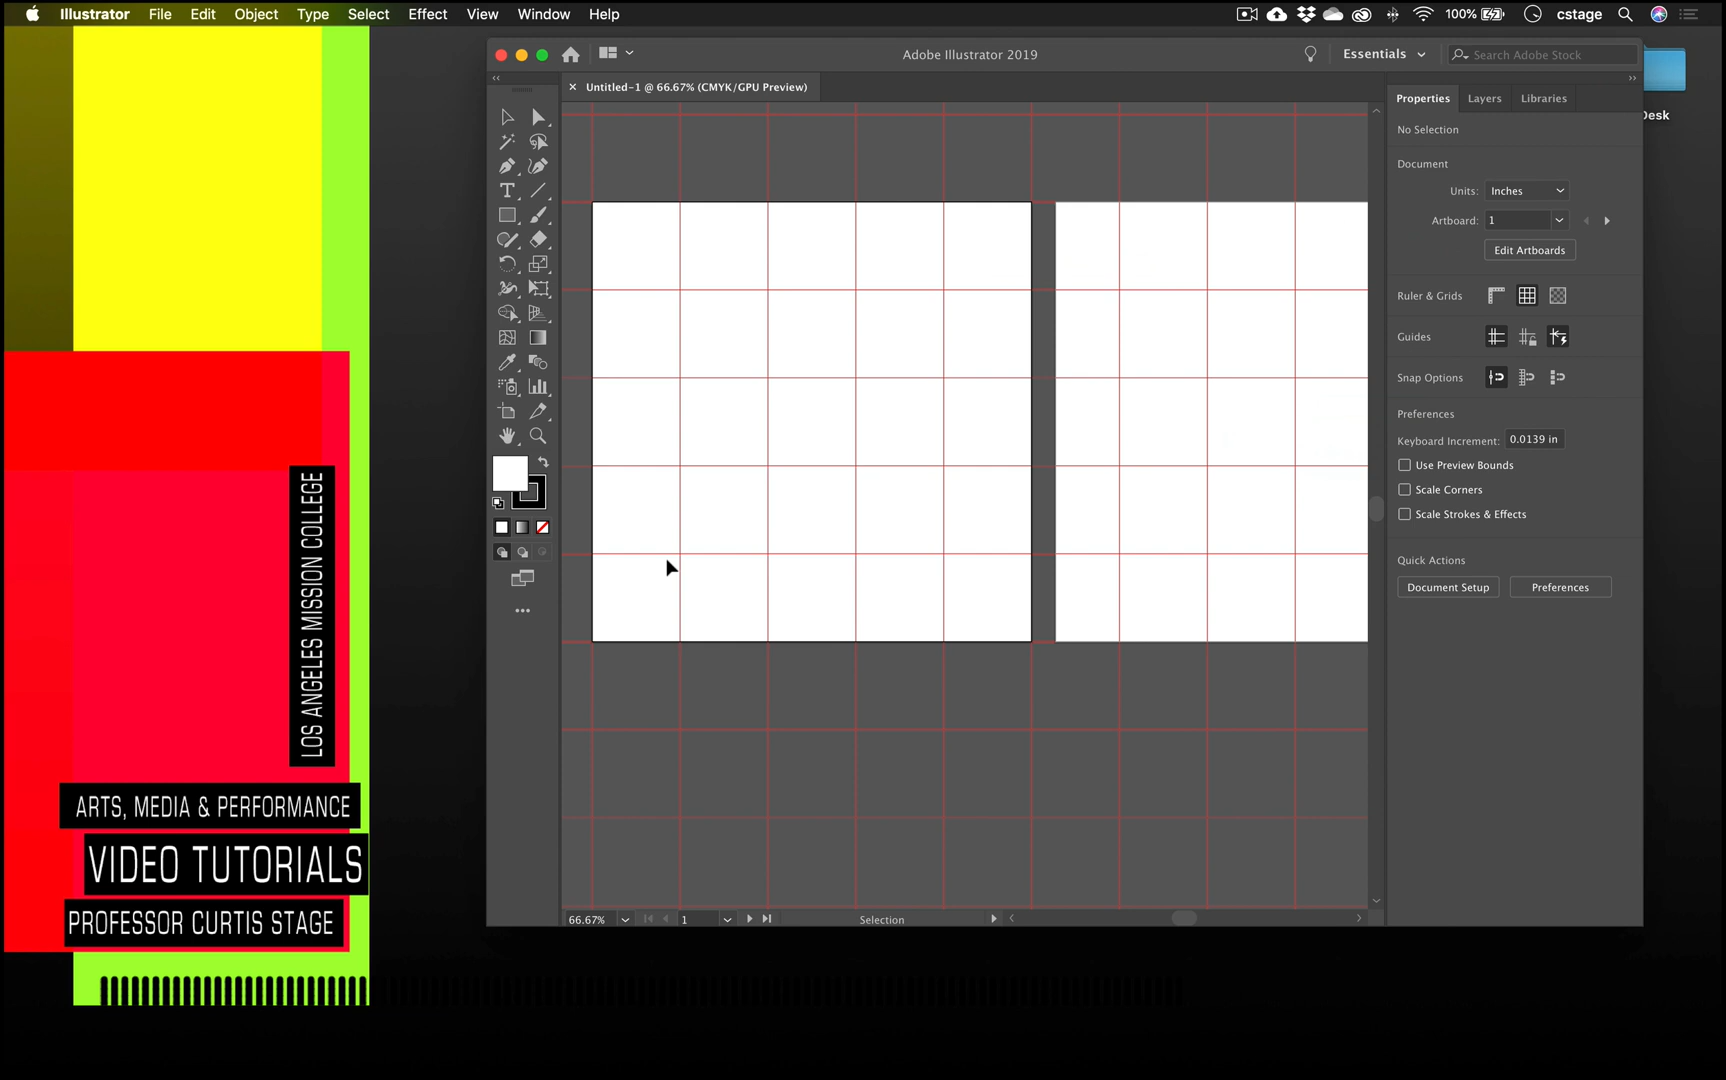 Illustrator File Edit Object Type Select Effect View Window Help
100% cstage
Adobe Illustrator 2019
Essentials
Search Adobe Stock
Desk
Untitled-1 @ 66.67% (CMYK/GPU Preview)
Properties Layers Libraries
No Selection
Document
Units: Inches
Artboard: 1
Edit Artboards
Ruler & Grids
Guides
Snap Options
Preferences
Keyboard Increment: 0.0139 in
Use Preview Bounds
Scale Corners
Scale Strokes & Effects
Quick Actions
Document Setup Preferences
66.67% 1 Selection
LOS ANGELES MISSION COLLEGE
ARTS, MEDIA & PERFORMANCE
VIDEO TUTORIALS
PROFESSOR CURTIS STAGE